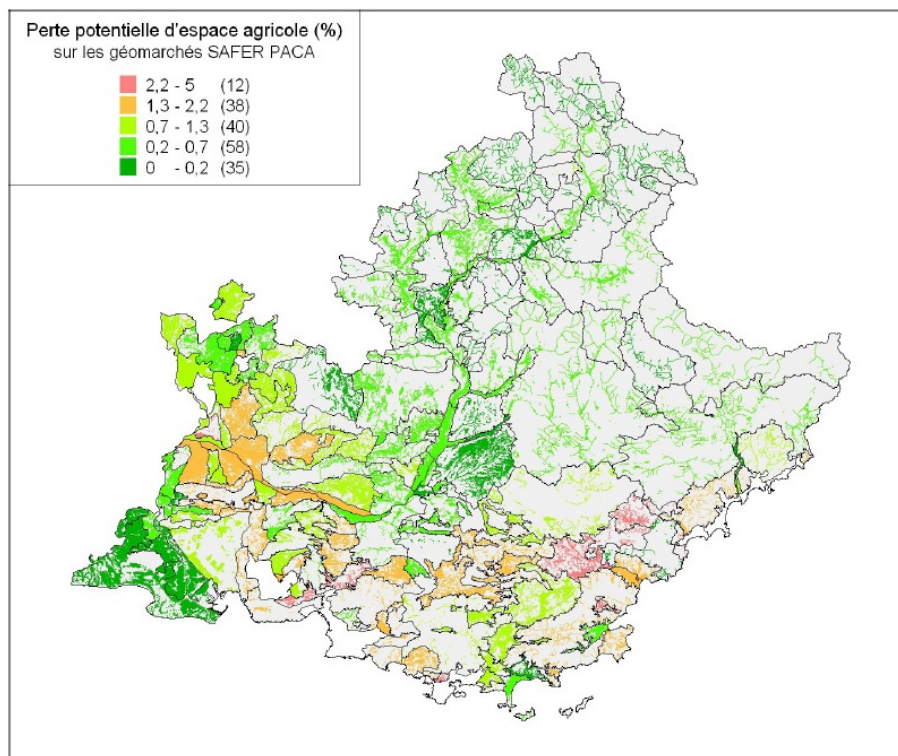 Perte potentielle d'espace agricole (%)
sur les géomarchés SAFER PACA
2,2 - 5 (12)
1,3 - 2,2 (38)
0,7 - 1,3 (40)
0,2 - 0,7 (58)
0 - 0,2 (35)